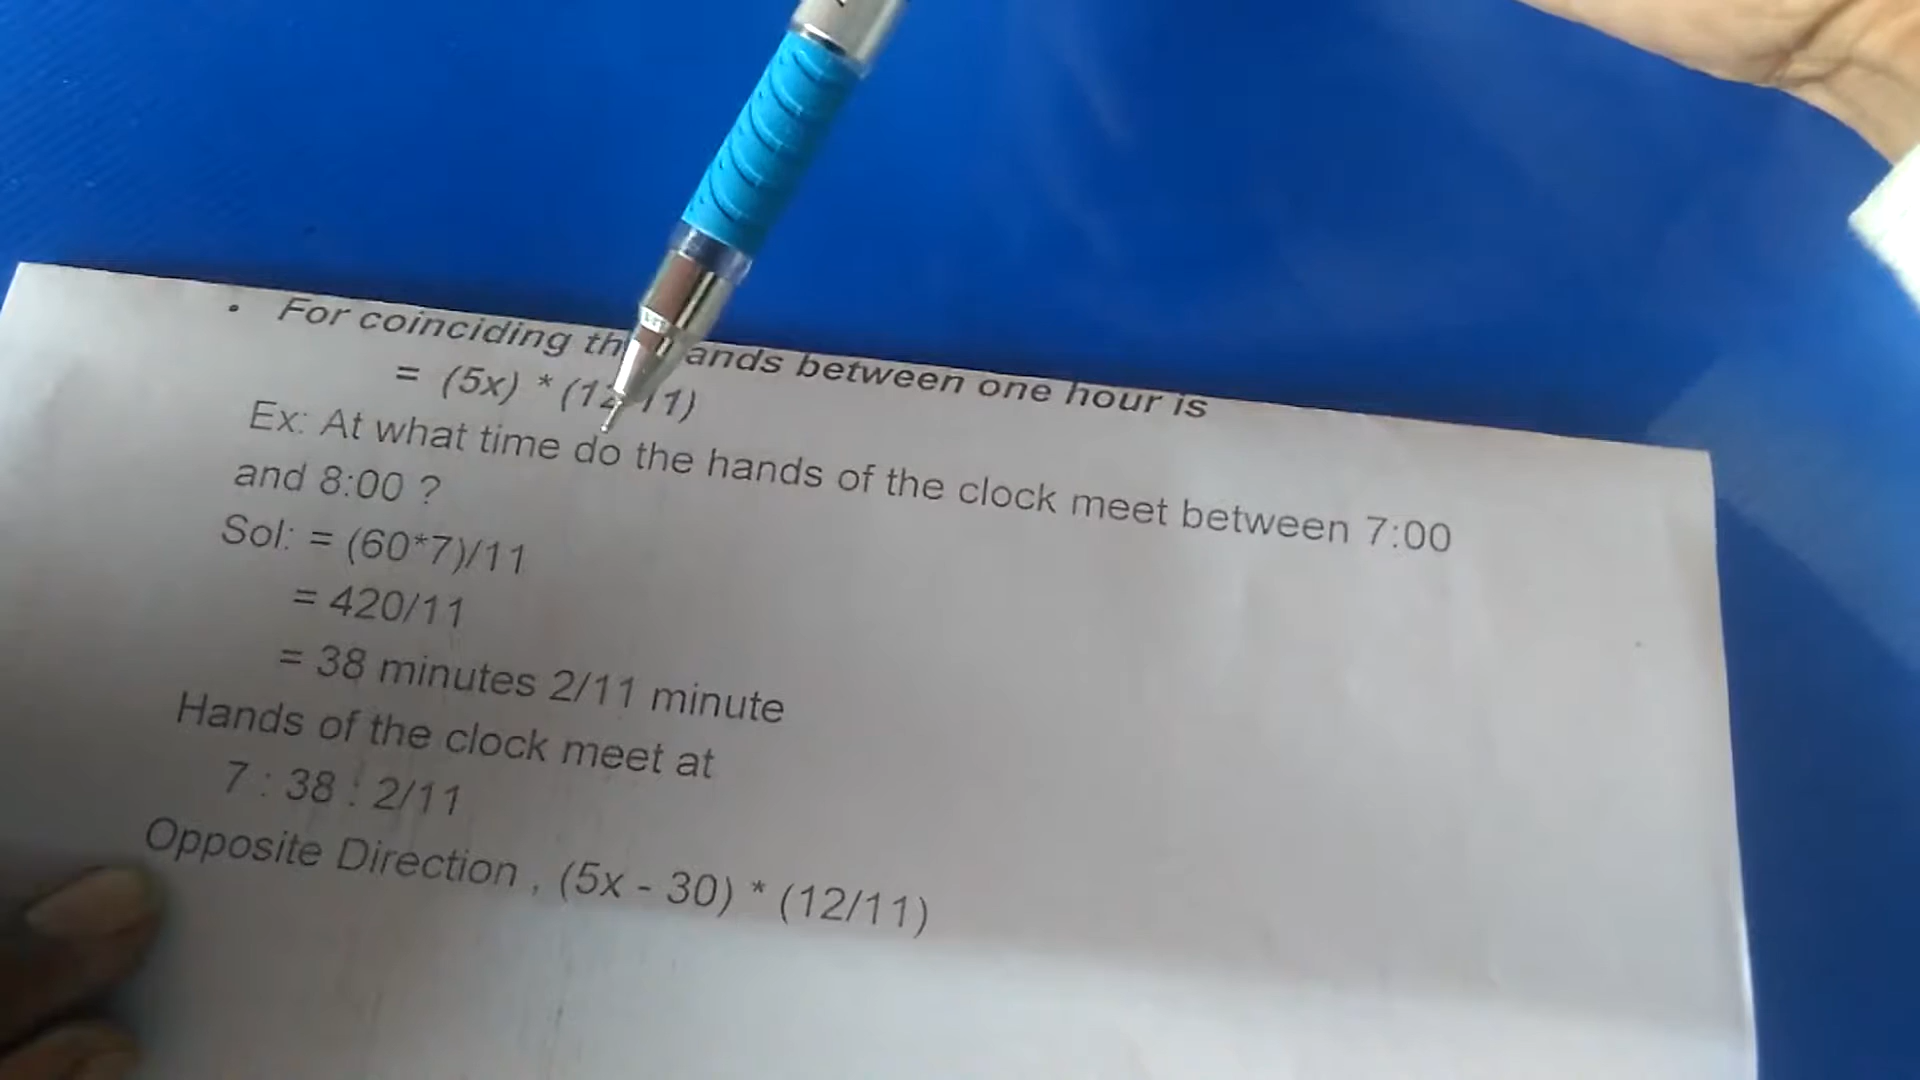 • For coinciding th ands between one hour is
= (5x) * (12/11)
Ex: At what time do the hands of the clock meet between 7:00
and 8:00 ?
Sol: = (60*7)/11
= 420/11
= 38 minutes 2/11 minute
Hands of the clock meet at
7 : 38 : 2/11
Opposite Direction , (5x - 30) * (12/11)